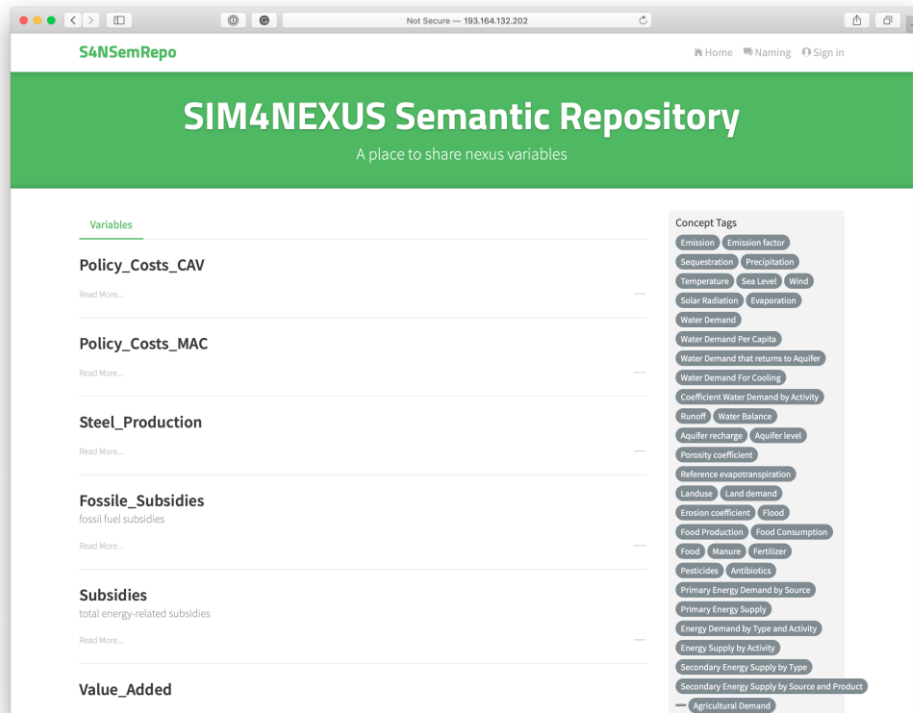 Not Secure — 193.164.132.202
S4NSemRepo
Home Naming Sign in
SIM4NEXUS Semantic Repository
A place to share nexus variables
Variables
Policy_Costs_CAV
Read More...
Policy_Costs_MAC
Read More...
Steel_Production
Read More...
Fossile_Subsidies
fossil fuel subsidies
Read More...
Subsidies
total energy-related subsidies
Read More...
Value_Added
Concept Tags
Emission Emission factor
Sequestration Precipitation
Temperature Sea Level Wind
Solar Radiation Evaporation
Water Demand
Water Demand Per Capita
Water Demand that returns to Aquifer
Water Demand For Cooling
Coefficient Water Demand by Activity
Runoff Water Balance
Aquifer recharge Aquifer level
Porosity coefficient
Reference evapotranspiration
Landuse Land demand
Erosion coefficient Flood
Food Production Food Consumption
Food Manure Fertilizer
Pesticides Antibiotics
Primary Energy Demand by Source
Primary Energy Supply
Energy Demand by Type and Activity
Energy Supply by Activity
Secondary Energy Supply by Type
Secondary Energy Supply by Source and Product
Agricultural Demand